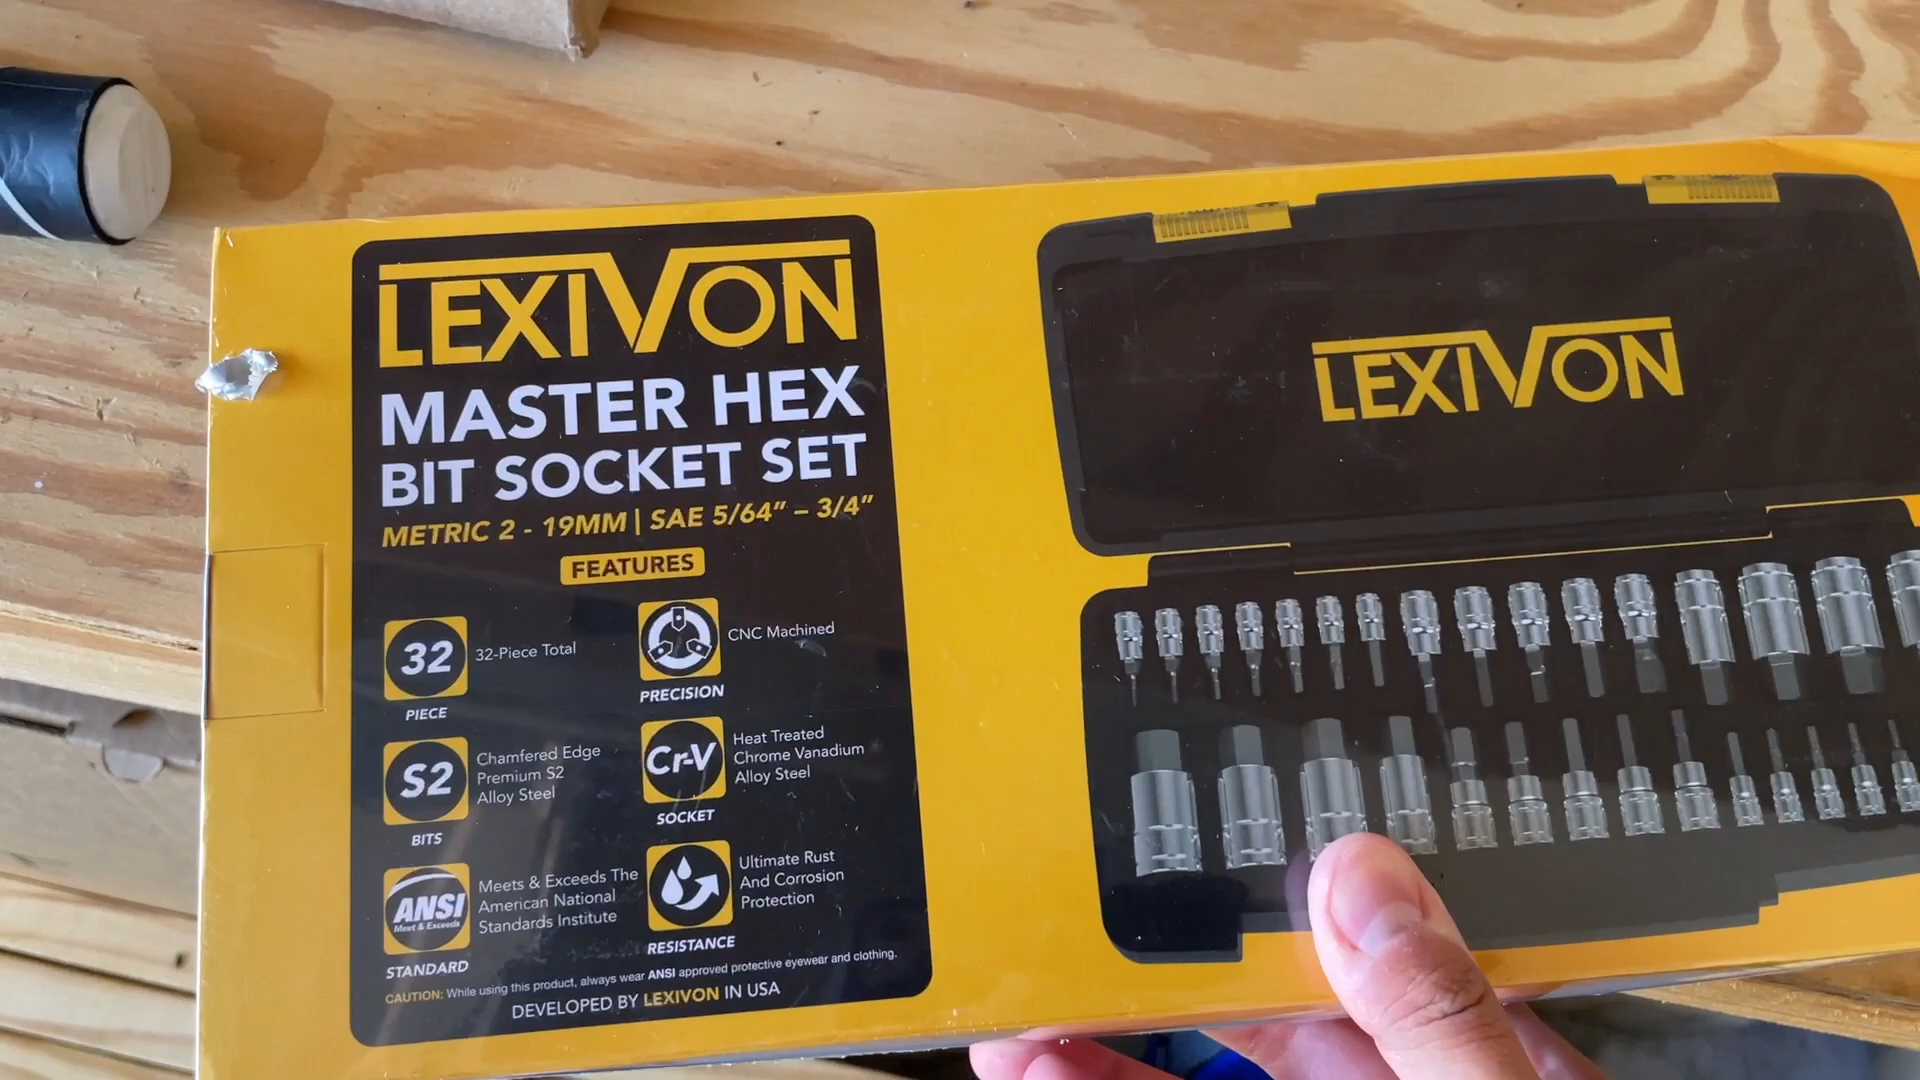 LEXIVON
MASTER HEX
BIT SOCKET SET
METRIC 2 - 19MM | SAE 5/64” – 3/4”
FEATURES
32
32-Piece Total
PIECE
CNC Machined
PRECISION
S2
Chamfered Edge
Premium S2
Alloy Steel
BITS
Cr-V
Heat Treated
Chrome Vanadium
Alloy Steel
SOCKET
ANSI
Meet & Exceeds
Meets & Exceeds The
American National
Standards Institute
STANDARD
Ultimate Rust
And Corrosion
Protection
RESISTANCE
CAUTION: While using this product, always wear ANSI approved protective eyewear and clothing.
DEVELOPED BY LEXIVON IN USA
LEXIVON